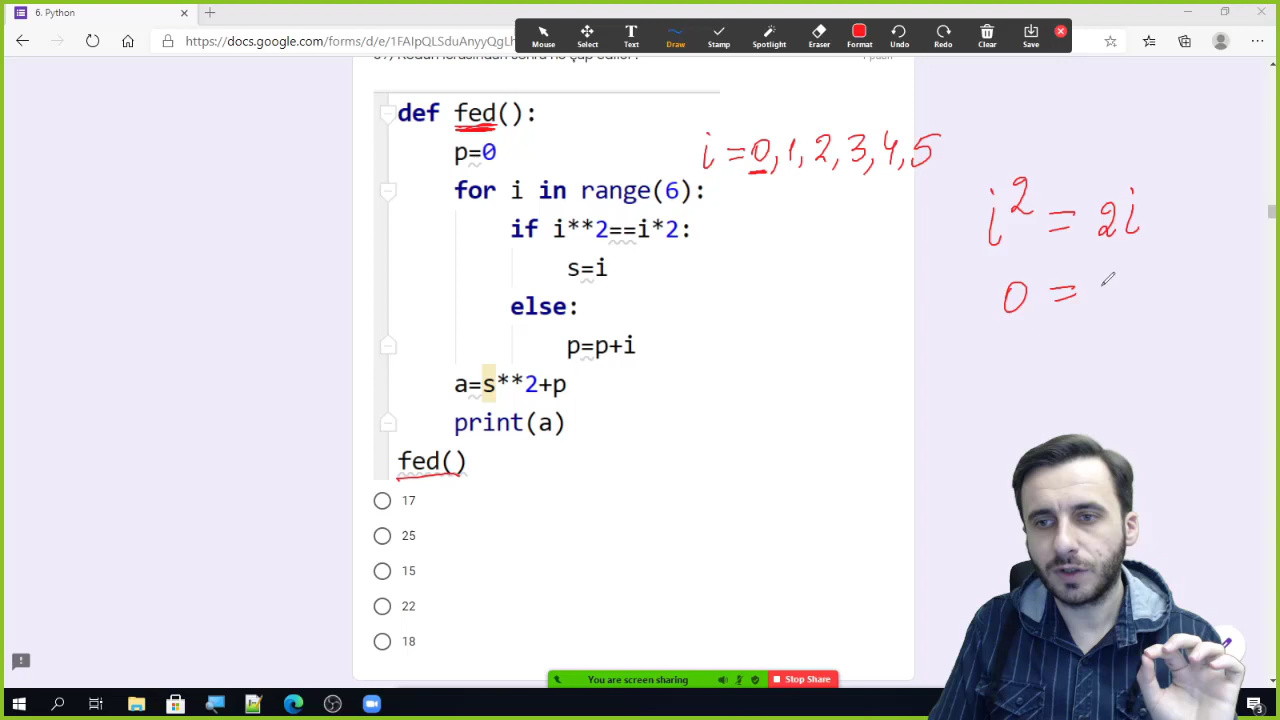 6. Python
https://docs.google.com/forms/d/e/1FAIpQLSduAnyyQgLh
Mouse Select Text Draw Stamp Spotlight Eraser Format Undo Redo Clear Save
def fed():
p=0
for i in range(6):
if i**2==i*2:
s=i
else:
p=p+i
a=s**2+p
print(a)
fed()
i = 0, 1, 2, 3, 4, 5
i² = 2i
0 =
17
25
15
22
18
You are screen sharing Stop Share
3